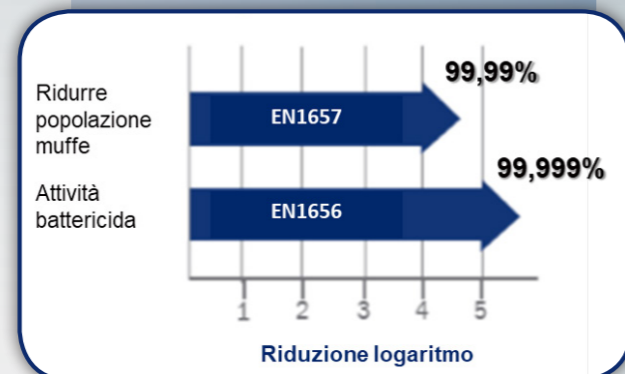 99,99%
Ridurre
popolazione
muffe
EN1657
99,999%
Attività
battericida
EN1656
1 2 3 4 5
Riduzione logaritmo